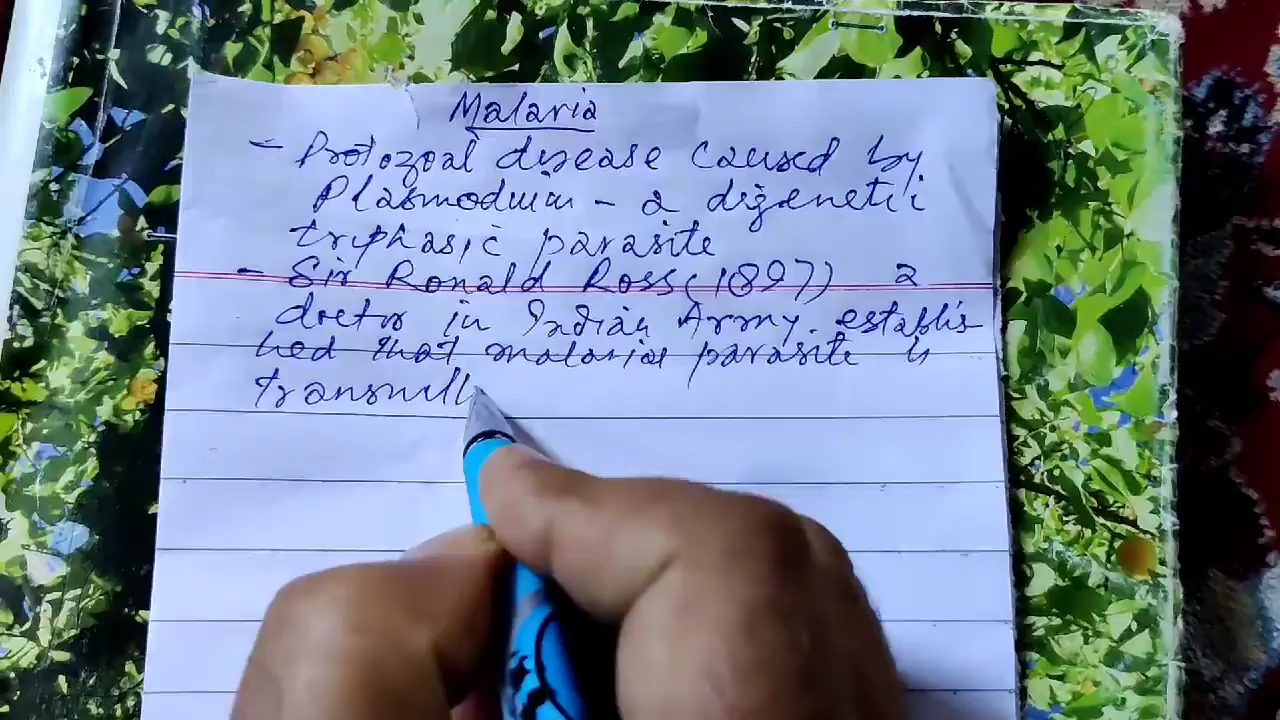 Malaria
- Protozoal disease caused by
Plasmodium - a digenetic
triphasic parasite
- Sir Ronald Ross (1897) a
doctor in Indian Army. establis
hed that malarial parasite is